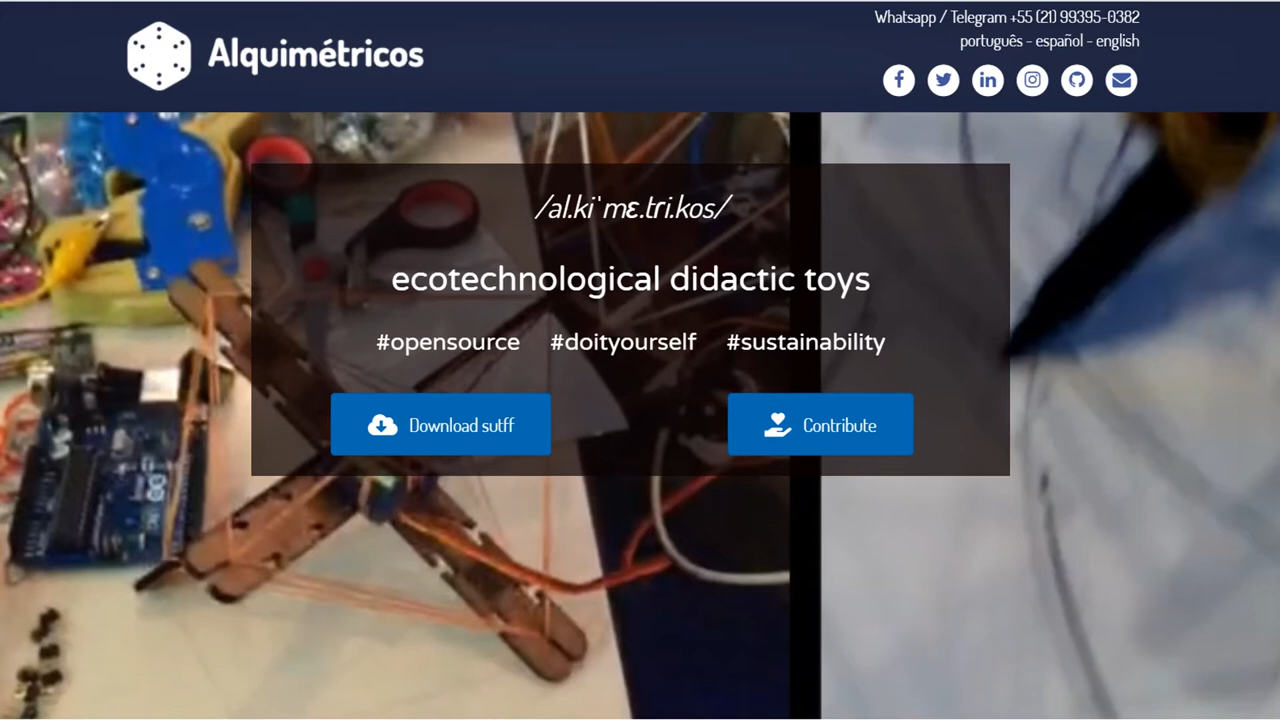 Alquimétricos
Whatsapp / Telegram +55 (21) 99395-0382
português - español - english
/al.ki`mɛ.tɾi.kos/
ecotechnological didactic toys
#opensource #doityourself #sustainability
Download sutff
Contribute